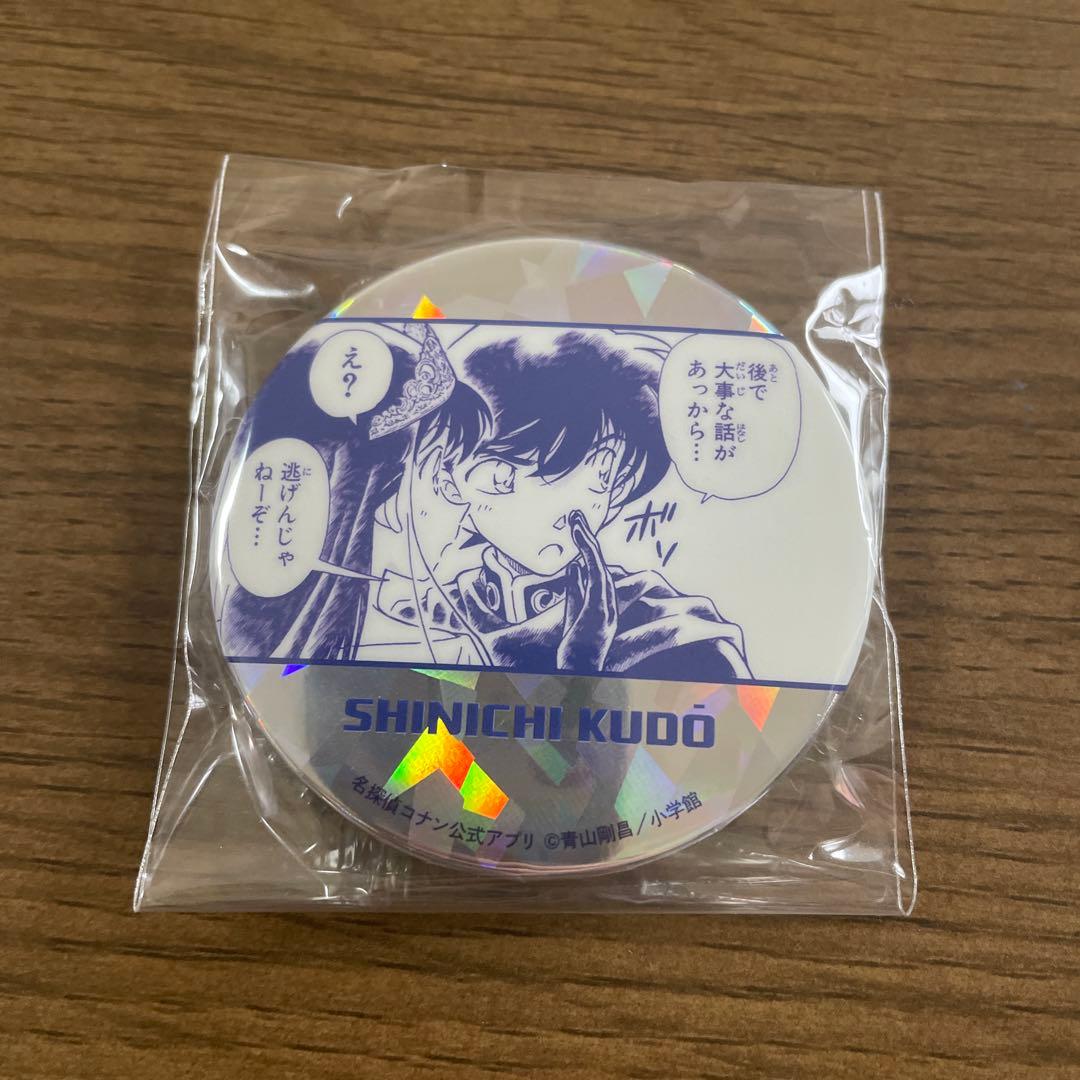 後で
大事な話が
あっから…
え?
ボソ
逃げんじゃ
ねーぞ…
SHINICHI KUDŌ
名探偵コナン公式アプリ ©青山剛昌/小学館